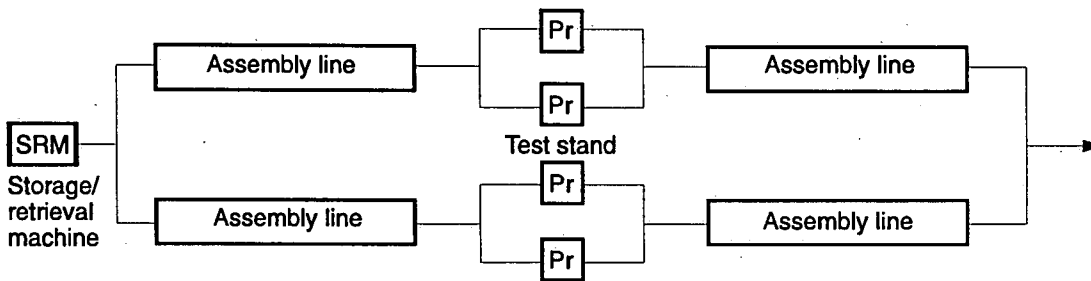 Pr
Assembly line
Assembly line
Pr
SRM
Test stand
Storage/
retrieval
machine
Pr
Assembly line
Assembly line
Pr